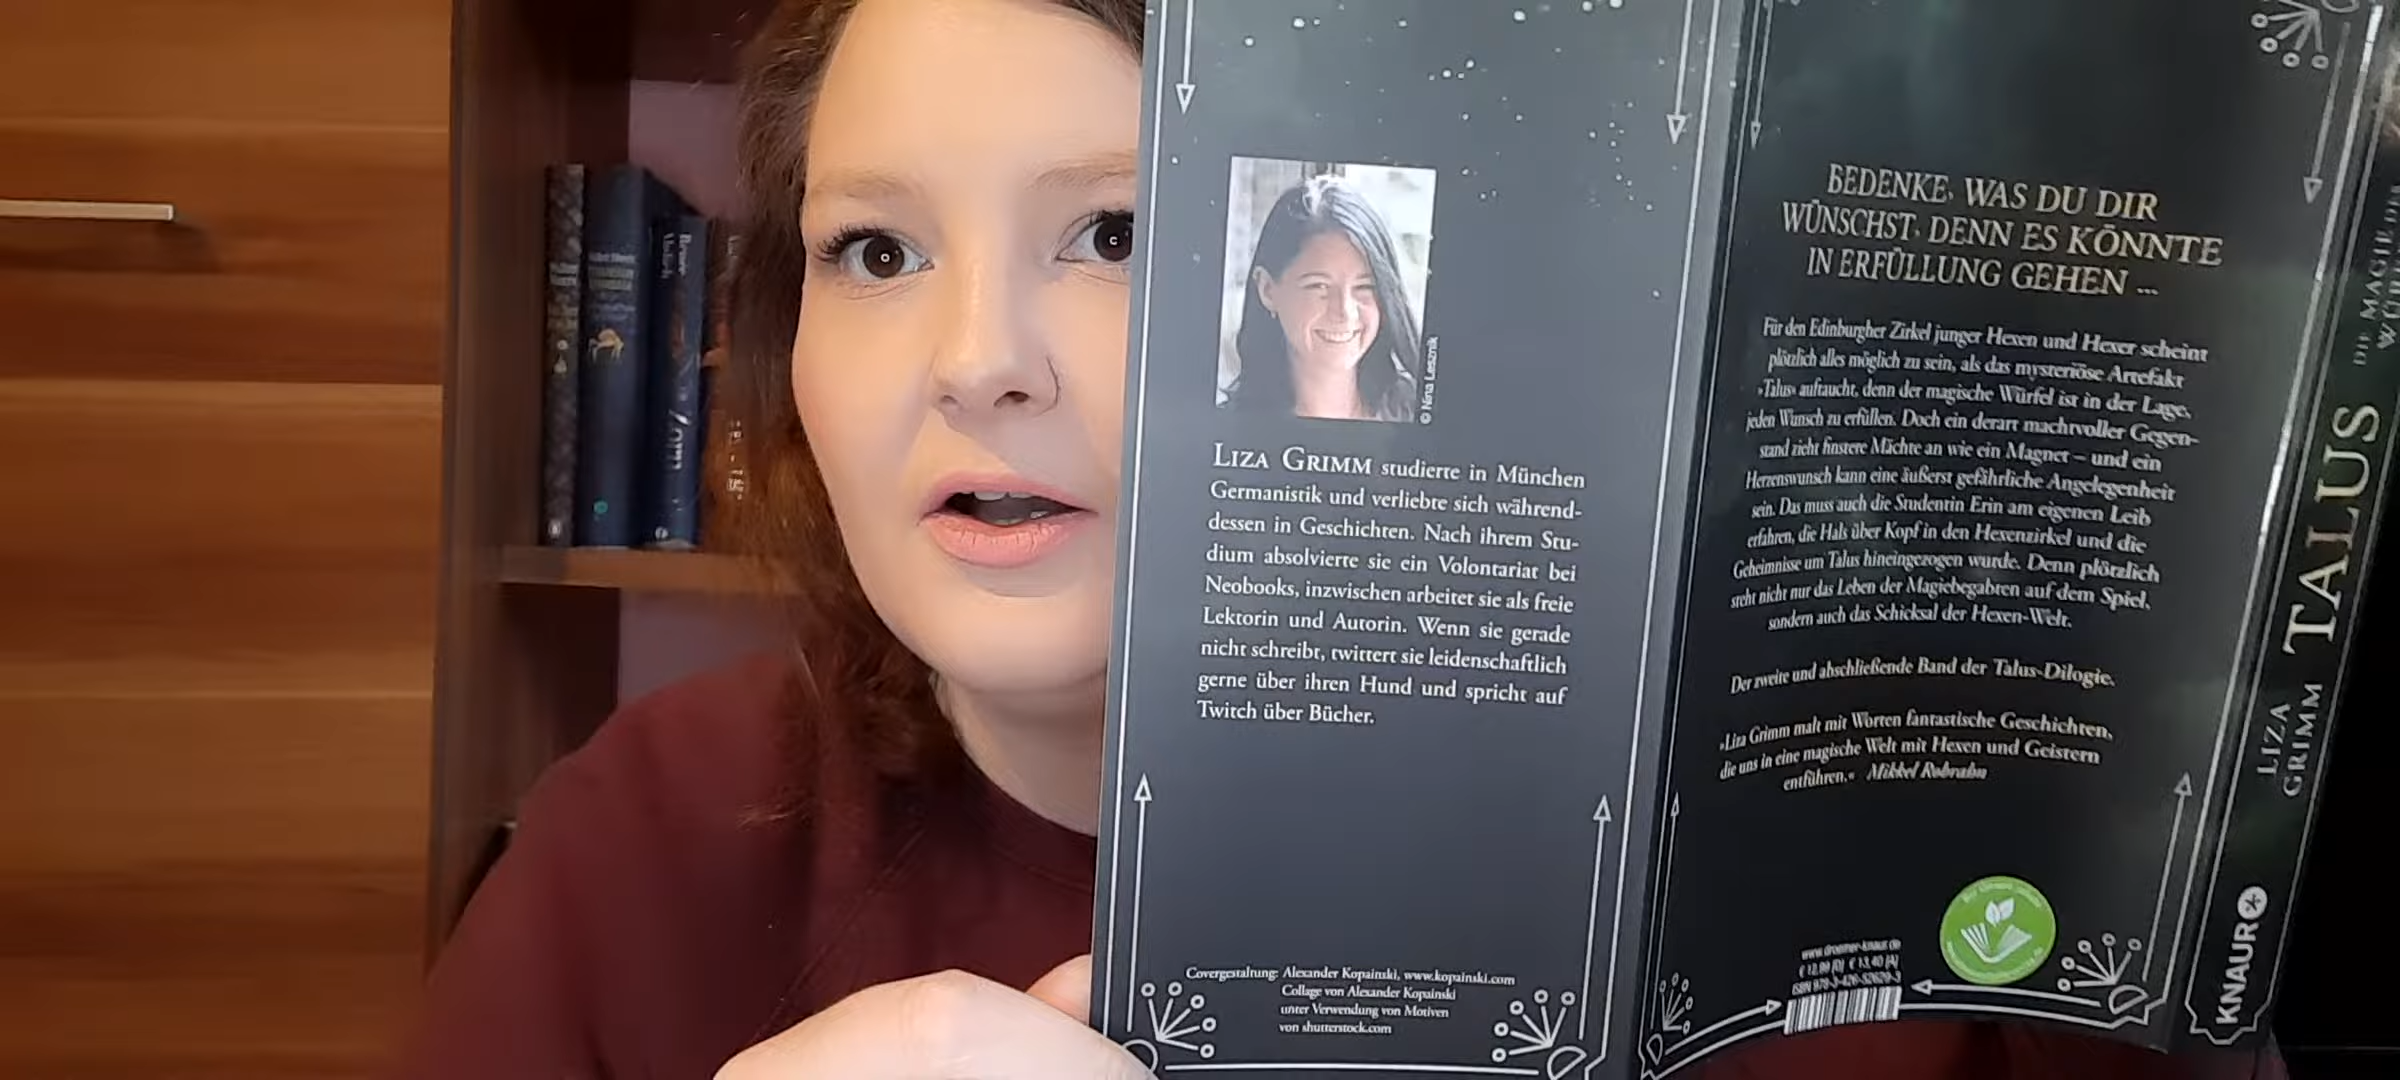 © Nina Lesznik
LIZA GRIMM studierte in München
Germanistik und verliebte sich während-
dessen in Geschichten. Nach ihrem Stu-
dium absolvierte sie ein Volontariat bei
Neobooks, inzwischen arbeitet sie als freie
Lektorin und Autorin. Wenn sie gerade
nicht schreibt, twittert sie leidenschaftlich
gerne über ihren Hund und spricht auf
Twitch über Bücher.
Covergestaltung: Alexander Kopainski, www.kopainski.com
Collage von Alexander Kopainski
unter Verwendung von Motiven
von shutterstock.com
BEDENKE, WAS DU DIR
WÜNSCHST, DENN ES KÖNNTE
IN ERFÜLLUNG GEHEN ...
Für den Edinburgher Zirkel junger Hexen und Hexer scheint
plötzlich alles möglich zu sein, als das mysteriöse Artefakt
»Talus« auftaucht, denn der magische Würfel ist in der Lage,
jeden Wunsch zu erfüllen. Doch ein derart machtvoller Gegen-
stand zieht finstere Mächte an wie ein Magnet – und ein
Herzenswunsch kann eine äußerst gefährliche Angelegenheit
sein. Das muss auch die Studentin Erin am eigenen Leib
erfahren, die Hals über Kopf in den Hexenzirkel und die
Geheimnisse um Talus hineingezogen wurde. Denn plötzlich
steht nicht nur das Leben der Magiebegabten auf dem Spiel,
sondern auch das Schicksal der Hexen-Welt.
Der zweite und abschließende Band der Talus-Dilogie.
»Liza Grimm malt mit Worten fantastische Geschichten,
die uns in eine magische Welt mit Hexen und Geistern
entführen.« Mikkel Robrahn
www.droemer-knaur.de
€ 12,99 [D] € 13,40 [A]
LIZA
GRIMM
TALUS
DIE MAGIE DES
KNAUR